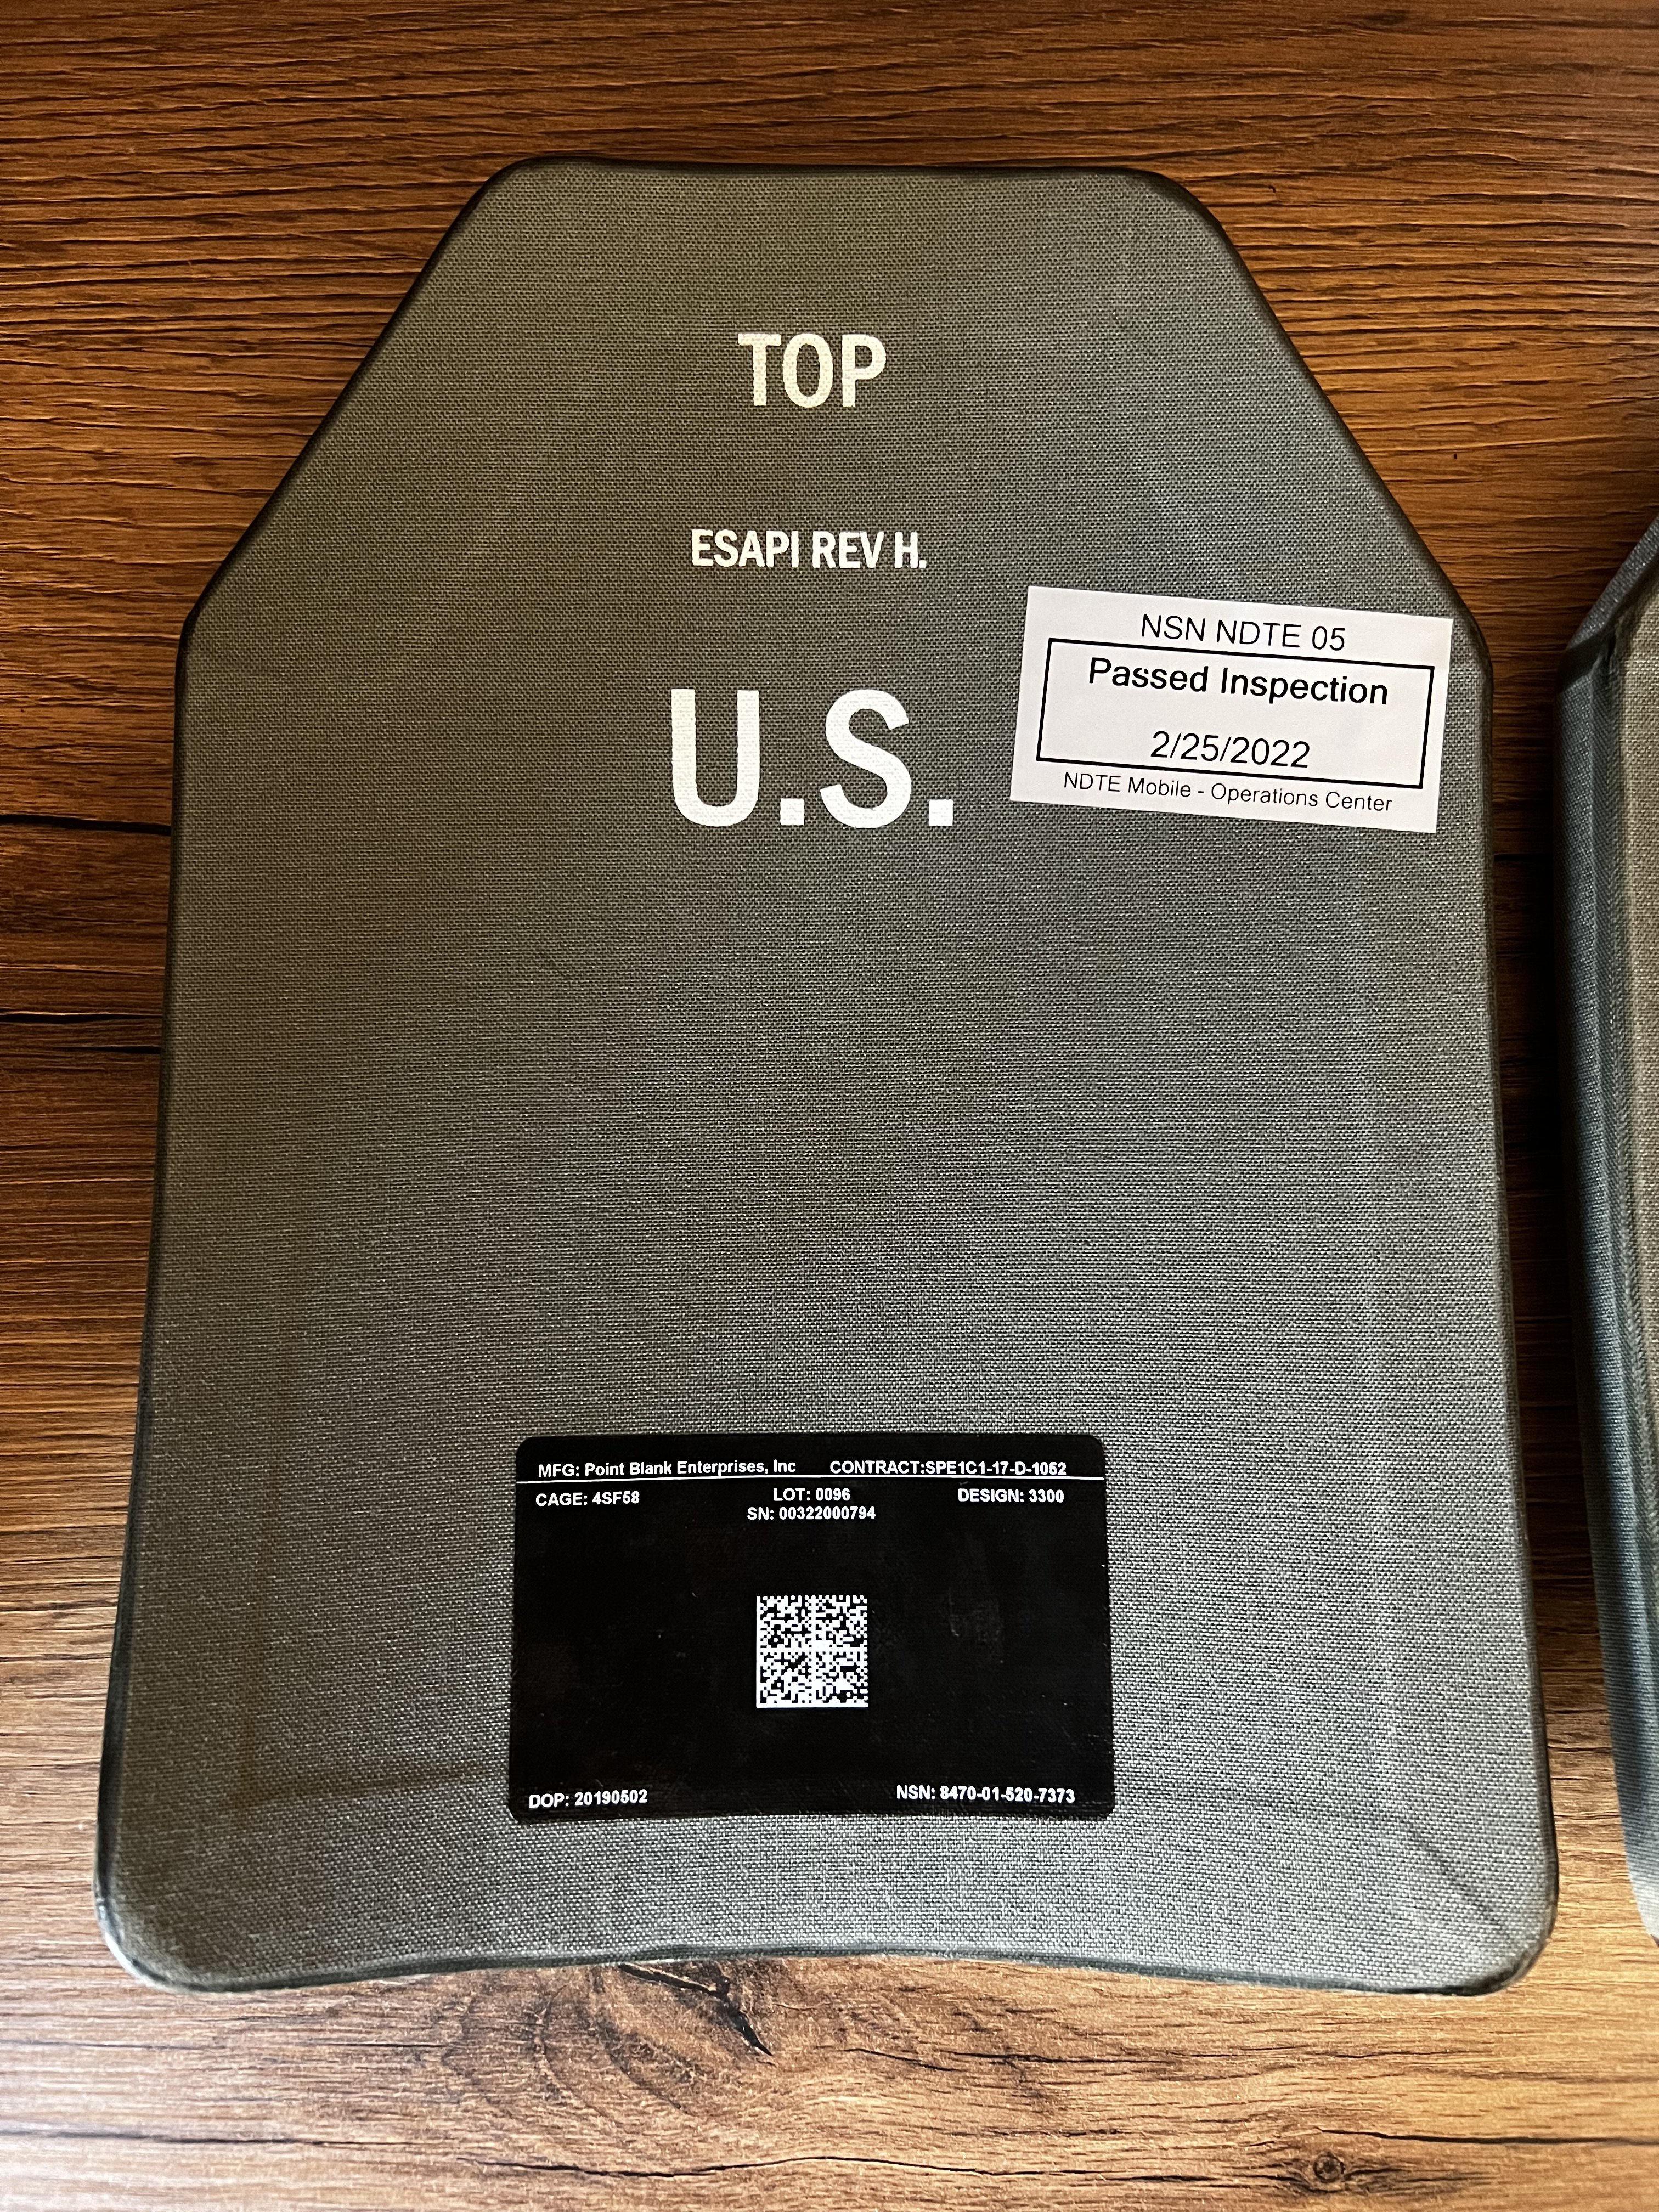 TOP
ESAPI REV H.
U.S.
NSN NDTE 05
Passed Inspection
2/25/2022
NDTE Mobile - Operations Center
MFG: Point Blank Enterprises, Inc CONTRACT:SPE1C1-17-D-1052
CAGE: 4SF58 LOT: 0096 DESIGN: 3300
SN: 00322000794
DOP: 20190502 NSN: 8470-01-520-7373